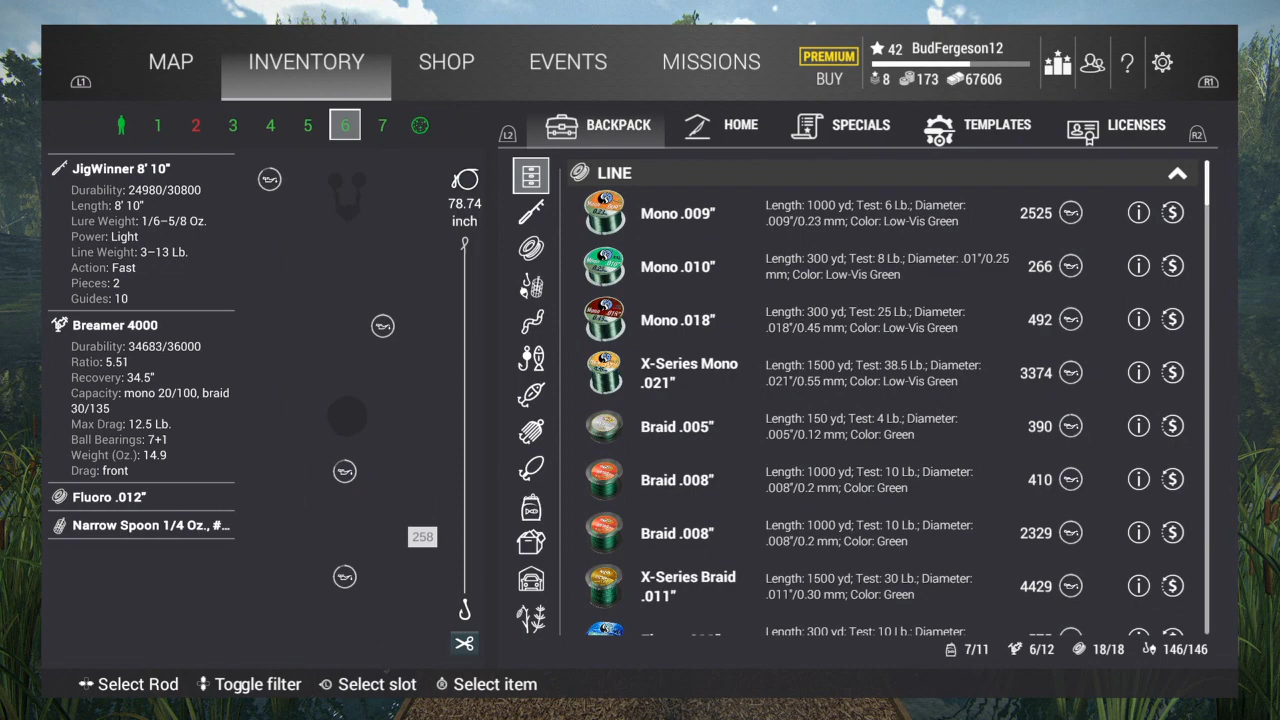 MAP
INVENTORY
SHOP
EVENTS
MISSIONS
PREMIUM
BUY
42
BudFergeson12
8
173
67606
L1
?
R1
1
2
3
4
5
6
7
L2
BACKPACK
HOME
SPECIALS
TEMPLATES
LICENSES
R2
JigWinner 8' 10"
Durability: 24980/30800
Length: 8' 10"
Lure Weight: 1/6–5/8 Oz.
Power: Light
Line Weight: 3–13 Lb.
Action: Fast
Pieces: 2
Guides: 10
Breamer 4000
Durability: 34683/36000
Ratio: 5.51
Recovery: 34.5"
Capacity: mono 20/100, braid
30/135
Max Drag: 12.5 Lb.
Ball Bearings: 7+1
Weight (Oz.): 14.9
Drag: front
Fluoro .012"
Narrow Spoon 1/4 Oz., #...
78.74
inch
258
LINE
Mono .009"
Length: 1000 yd; Test: 6 Lb.; Diameter:
.009"/0.23 mm; Color: Low-Vis Green
2525
Mono .010"
Length: 300 yd; Test: 8 Lb.; Diameter: .01"/0.25
mm; Color: Low-Vis Green
266
Mono .018"
Length: 300 yd; Test: 25 Lb.; Diameter:
.018"/0.45 mm; Color: Low-Vis Green
492
X-Series Mono
.021"
Length: 1500 yd; Test: 38.5 Lb.; Diameter:
.021"/0.55 mm; Color: Low-Vis Green
3374
Braid .005"
Length: 150 yd; Test: 4 Lb.; Diameter:
.005"/0.12 mm; Color: Green
390
Braid .008"
Length: 1000 yd; Test: 10 Lb.; Diameter:
.008"/0.2 mm; Color: Green
410
Braid .008"
Length: 1000 yd; Test: 10 Lb.; Diameter:
.008"/0.2 mm; Color: Green
2329
X-Series Braid
.011"
Length: 1500 yd; Test: 30 Lb.; Diameter:
.011"/0.30 mm; Color: Green
4429
Length: 300 yd; Test: 10 Lb.; Diameter:
7/11
6/12
18/18
146/146
Select Rod
Toggle filter
Select slot
Select item